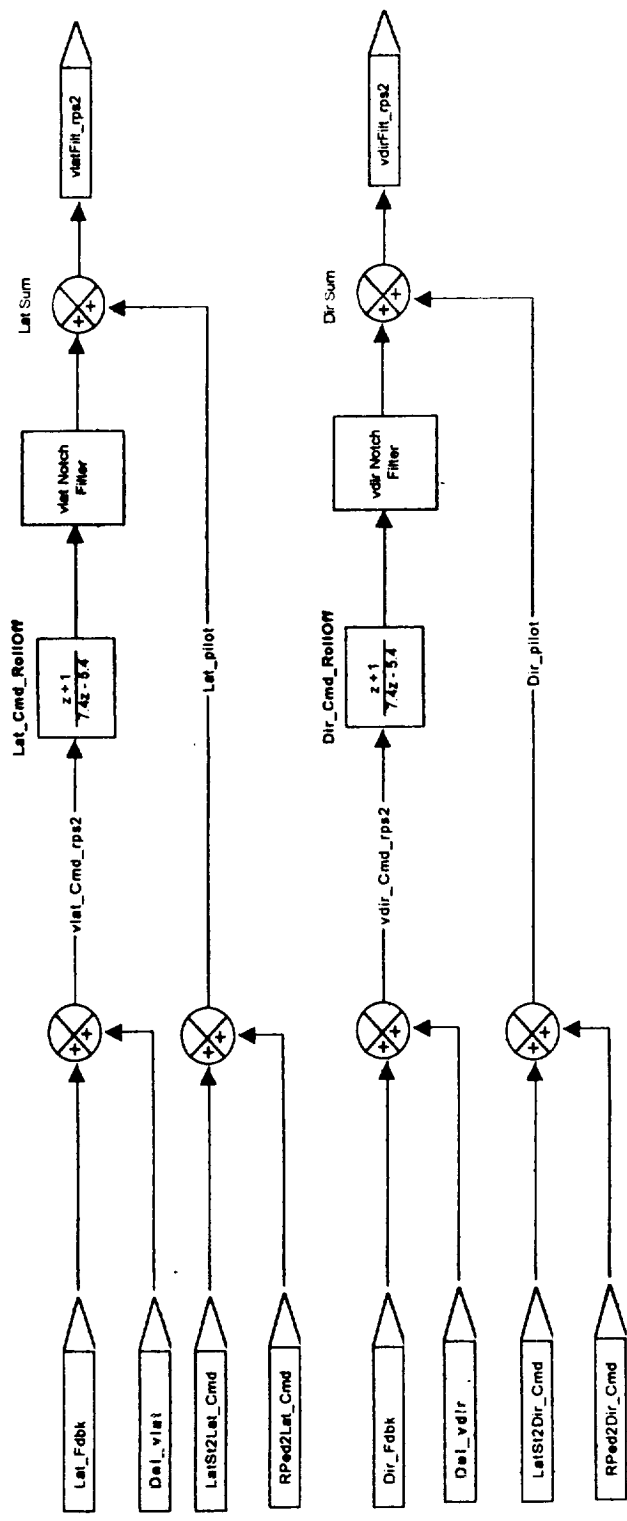 Lat_Fdbk
Del_vlat
LatSt2Lat_Cmd
RPed2Lat_Cmd
+
+
+
+
vlat_Cmd_rps2
Lat_Cmd_RollOff
z + 1
7.4z - 5.4
vlat Notch
Filter
Lat_pilot
Lat Sum
+
+
vlatFilt_rps2
Dir_Fdbk
Del_vdir
LatSt2Dir_Cmd
RPed2Dir_Cmd
+
+
+
+
vdir_Cmd_rps2
Dir_Cmd_RollOff
z + 1
7.4z - 5.4
vdir Notch
Filter
Dir_pilot
Dir Sum
+
+
vdirFilt_rps2